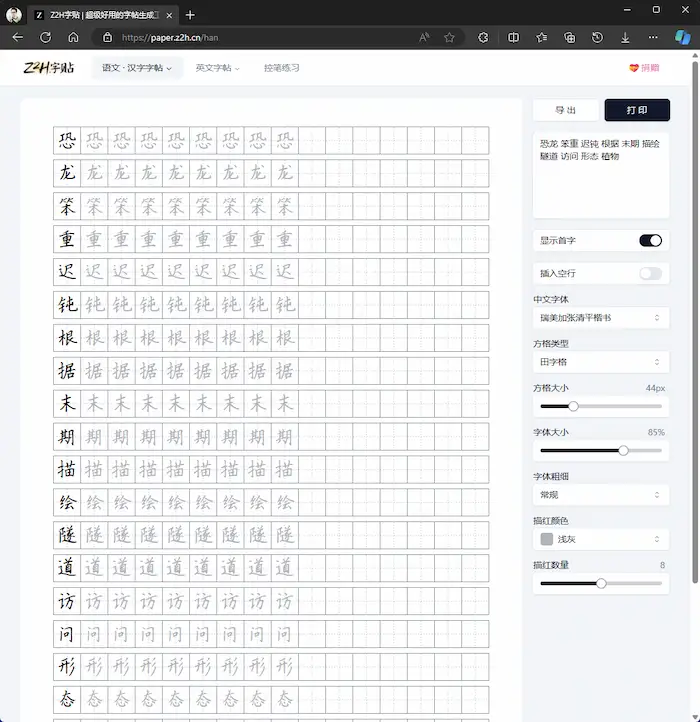 Z2H字帖 | 超级好用的字帖生成
https://paper.z2h.cn/han
Z2H字帖
语文 · 汉字字帖
英文字帖
控笔练习
捐赠
恐 恐 恐 恐 恐 恐 恐 恐 恐
龙 龙 龙 龙 龙 龙 龙 龙 龙
笨 笨 笨 笨 笨 笨 笨 笨 笨
重 重 重 重 重 重 重 重 重
迟 迟 迟 迟 迟 迟 迟 迟 迟
钝 钝 钝 钝 钝 钝 钝 钝 钝
根 根 根 根 根 根 根 根 根
据 据 据 据 据 据 据 据 据
末 末 末 末 末 末 末 末 末
期 期 期 期 期 期 期 期 期
描 描 描 描 描 描 描 描 描
绘 绘 绘 绘 绘 绘 绘 绘 绘
隧 隧 隧 隧 隧 隧 隧 隧 隧
道 道 道 道 道 道 道 道 道
访 访 访 访 访 访 访 访 访
问 问 问 问 问 问 问 问 问
形 形 形 形 形 形 形 形 形
态 态 态 态 态 态 态 态 态
导出
打印
恐龙 笨重 迟钝 根据 末期 描绘
隧道 访问 形态 植物
显示首字
插入空行
中文字体
瑞美加张清平楷书
方格类型
田字格
方格大小 44px
字体大小 85%
字体粗细
常规
描红颜色
浅灰
描红数量 8